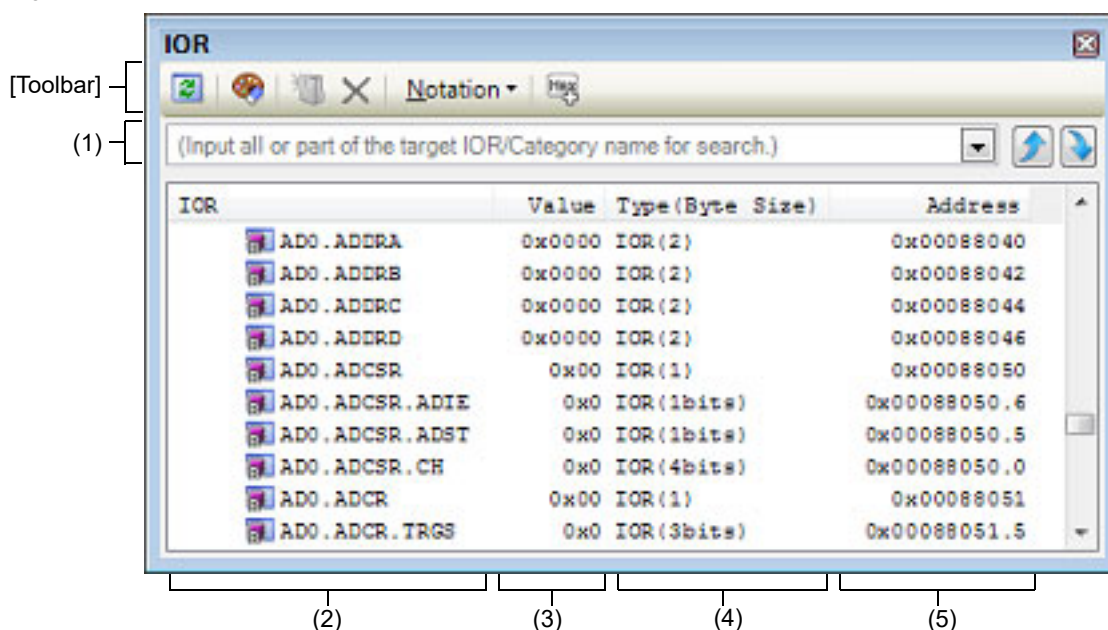 IOR
[Toolbar]
Notation
Hex
(1)
(Input all or part of the target IOR/Category name for search.)
IOR Value Type(Byte Size) Address
AD0.ADDRA 0x0000 IOR(2) 0x00088040
AD0.ADDRB 0x0000 IOR(2) 0x00088042
AD0.ADDRC 0x0000 IOR(2) 0x00088044
AD0.ADDRD 0x0000 IOR(2) 0x00088046
AD0.ADCSR 0x00 IOR(1) 0x00088050
AD0.ADCSR.ADIE 0x0 IOR(1bits) 0x00088050.6
AD0.ADCSR.ADST 0x0 IOR(1bits) 0x00088050.5
AD0.ADCSR.CH 0x0 IOR(4bits) 0x00088050.0
AD0.ADCR 0x00 IOR(1) 0x00088051
AD0.ADCR.TRGS 0x0 IOR(3bits) 0x00088051.5
(2) (3) (4) (5)